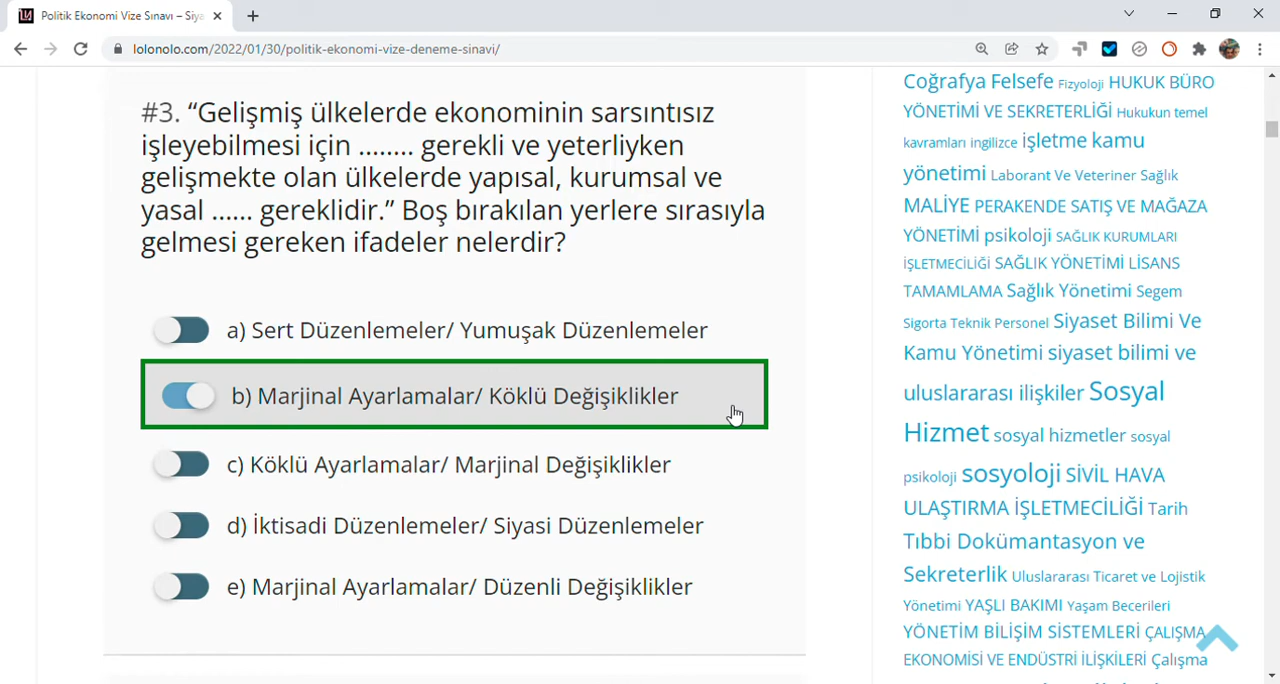 Politik Ekonomi Vize Sınavı – Siya
lolonolo.com/2022/01/30/politik-ekonomi-vize-deneme-sinavi/
#3. “Gelişmiş ülkelerde ekonominin sarsıntısız
işleyebilmesi için ........ gerekli ve yeterliyken
gelişmekte olan ülkelerde yapısal, kurumsal ve
yasal ...... gereklidir.” Boş bırakılan yerlere sırasıyla
gelmesi gereken ifadeler nelerdir?
a) Sert Düzenlemeler/ Yumuşak Düzenlemeler
b) Marjinal Ayarlamalar/ Köklü Değişiklikler
c) Köklü Ayarlamalar/ Marjinal Değişiklikler
d) İktisadi Düzenlemeler/ Siyasi Düzenlemeler
e) Marjinal Ayarlamalar/ Düzenli Değişiklikler
Coğrafya Felsefe Fizyoloji HUKUK BÜRO
YÖNETİMİ VE SEKRETERLİĞİ Hukukun temel
kavramları ingilizce işletme kamu
yönetimi Laborant Ve Veteriner Sağlık
MALİYE PERAKENDE SATIŞ VE MAĞAZA
YÖNETİMİ psikoloji SAĞLIK KURUMLARI
İŞLETMECİLİĞİ SAĞLIK YÖNETİMİ LİSANS
TAMAMLAMA Sağlık Yönetimi Segem
Sigorta Teknik Personel Siyaset Bilimi Ve
Kamu Yönetimi siyaset bilimi ve
uluslararası ilişkiler Sosyal
Hizmet sosyal hizmetler sosyal
psikoloji sosyoloji SİVİL HAVA
ULAŞTIRMA İŞLETMECİLİĞİ Tarih
Tıbbi Dokümantasyon ve
Sekreterlik Uluslararası Ticaret ve Lojistik
Yönetimi YAŞLI BAKIMI Yaşam Becerileri
YÖNETİM BİLİŞİM SİSTEMLERİ ÇALIŞMA
EKONOMİSİ VE ENDÜSTRİ İLİŞKİLERİ Çalışma